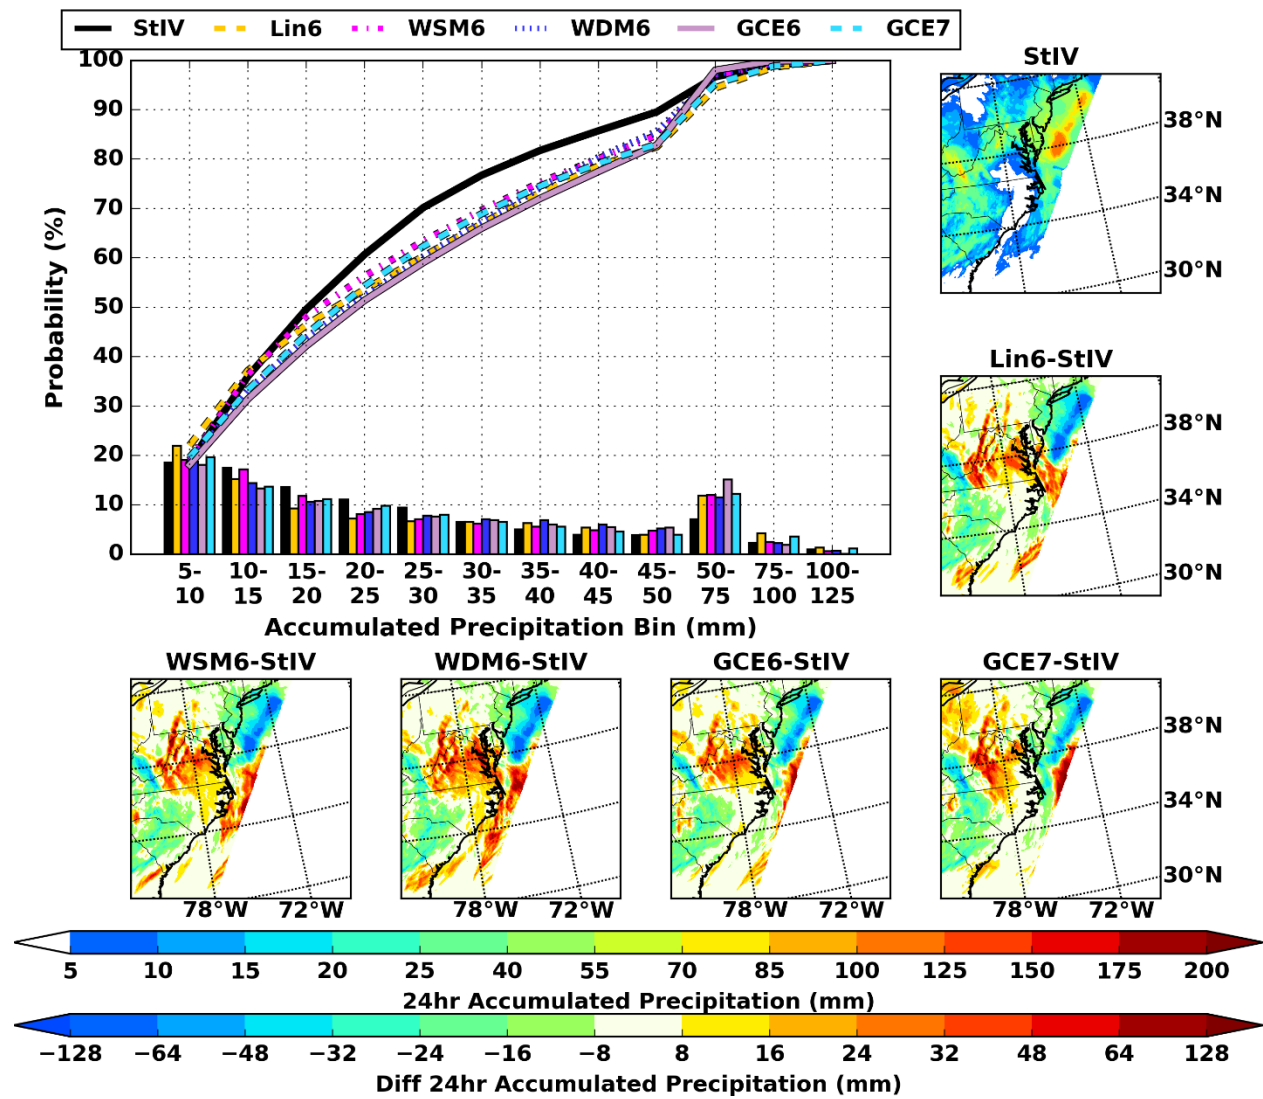 StIV Lin6 WSM6 WDM6 GCE6 GCE7
100
90
80
70
60
50
40
30
20
10
0
Probability (%)
5-10 10-15 15-20 20-25 25-30 30-35 35-40 40-45 45-50 50-75 75-100 100-125
Accumulated Precipitation Bin (mm)
StIV
38°N
34°N
30°N
Lin6-StIV
38°N
34°N
30°N
WSM6-StIV WDM6-StIV GCE6-StIV GCE7-StIV
38°N
34°N
30°N
78°W 72°W 78°W 72°W 78°W 72°W 78°W 72°W
5 10 15 20 25 40 55 70 85 100 125 150 175 200
24hr Accumulated Precipitation (mm)
−128 −64 −48 −32 −24 −16 −8 8 16 24 32 48 64 128
Diff 24hr Accumulated Precipitation (mm)